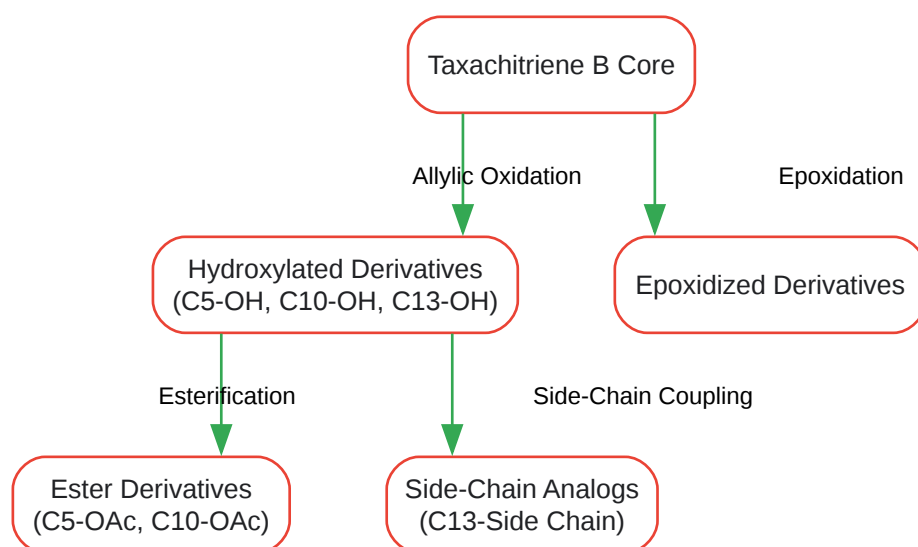 Taxachitriene B Core
Allylic Oxidation
Epoxidation
Hydroxylated Derivatives
(C5-OH, C10-OH, C13-OH)
Epoxidized Derivatives
Esterification
Side-Chain Coupling
Ester Derivatives
(C5-OAc, C10-OAc)
Side-Chain Analogs
(C13-Side Chain)